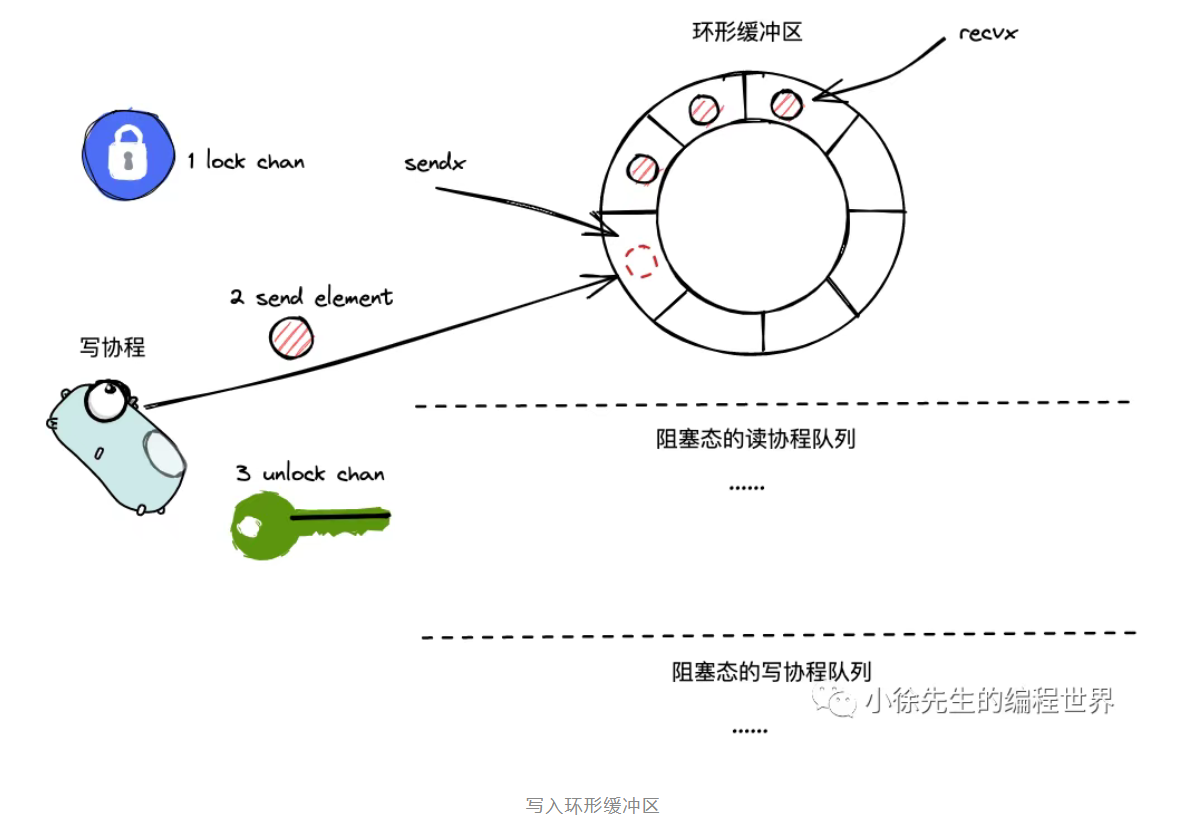 环形缓冲区
recvx
1 lock chan
sendx
2 send element
写协程
阻塞态的读协程队列
......
3 unlock chan
阻塞态的写协程队列
小徐先生的编程世界
......
写入环形缓冲区